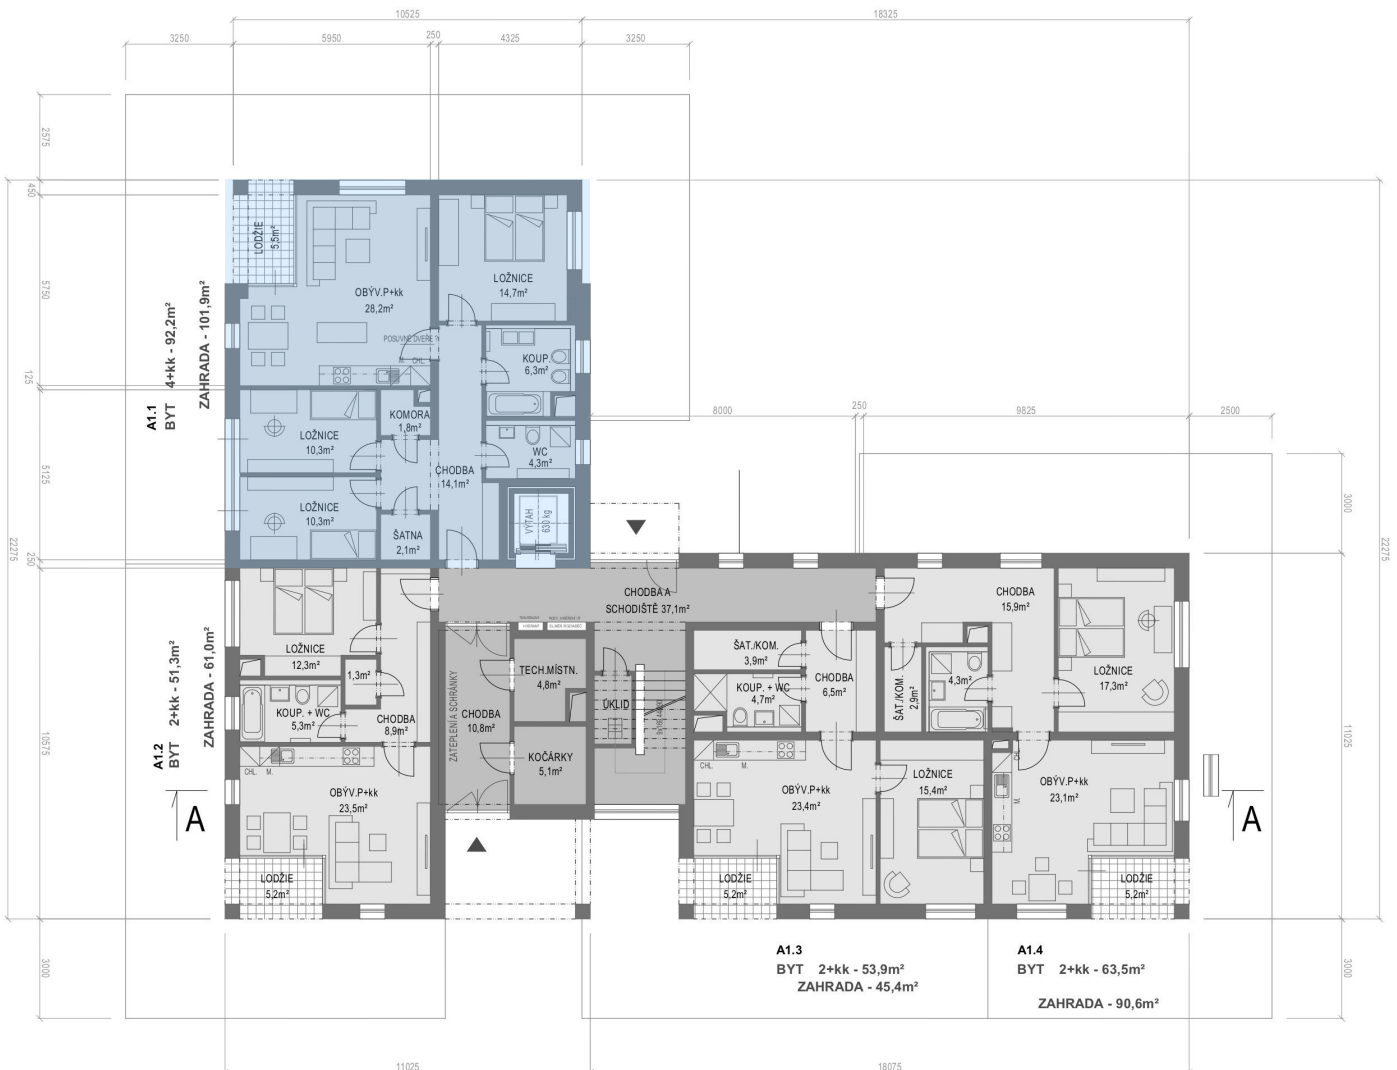 10525
18325
3250
5950
250
4325
3250
2575
450
5750
125
5125
250
22275
10575
3000
A1.1
BYT 4+kk - 92,2m²
ZAHRADA - 101,9m²
LODŽIE
5,5m²
OBÝV.P+kk
28,2m²
LOŽNICE
14,7m²
POSUVNÉ DVEŘE ?
M. CHL.
KOUP.
6,3m²
KOMORA
1,8m²
LOŽNICE
10,3m²
WC
4,3m²
CHODBA
14,1m²
LOŽNICE
10,3m²
ŠATNA
2,1m²
VÝTAH
630 kg
8000
250
9825
2500
3000
22275
11025
3000
A1.2
BYT 2+kk - 51,3m²
ZAHRADA - 61,0m²
LOŽNICE
12,3m²
1,3m²
KOUP. + WC
5,3m²
CHODBA
8,9m²
CHL. M.
OBÝV.P+kk
23,5m²
LODŽIE
5,2m²
A
CHODBA A
SCHODIŠTĚ 37,1m²
ZATEPLENÍ A SCHRÁNKY
CHODBA
10,8m²
TECH.MÍSTN.
4,8m²
KOČÁRKY
5,1m²
ÚKLID
ŠAT./KOM.
3,9m²
KOUP. + WC
4,7m²
CHODBA
6,5m²
CHL. M.
OBÝV.P+kk
23,4m²
LODŽIE
5,2m²
LOŽNICE
15,4m²
CHODBA
15,9m²
ŠAT./KOM.
2,9m²
4,3m²
LOŽNICE
17,3m²
CHL.
M.
OBÝV.P+kk
23,1m²
LODŽIE
5,2m²
A
A1.3
BYT 2+kk - 53,9m²
ZAHRADA - 45,4m²
A1.4
BYT 2+kk - 63,5m²
ZAHRADA - 90,6m²
11025
18075